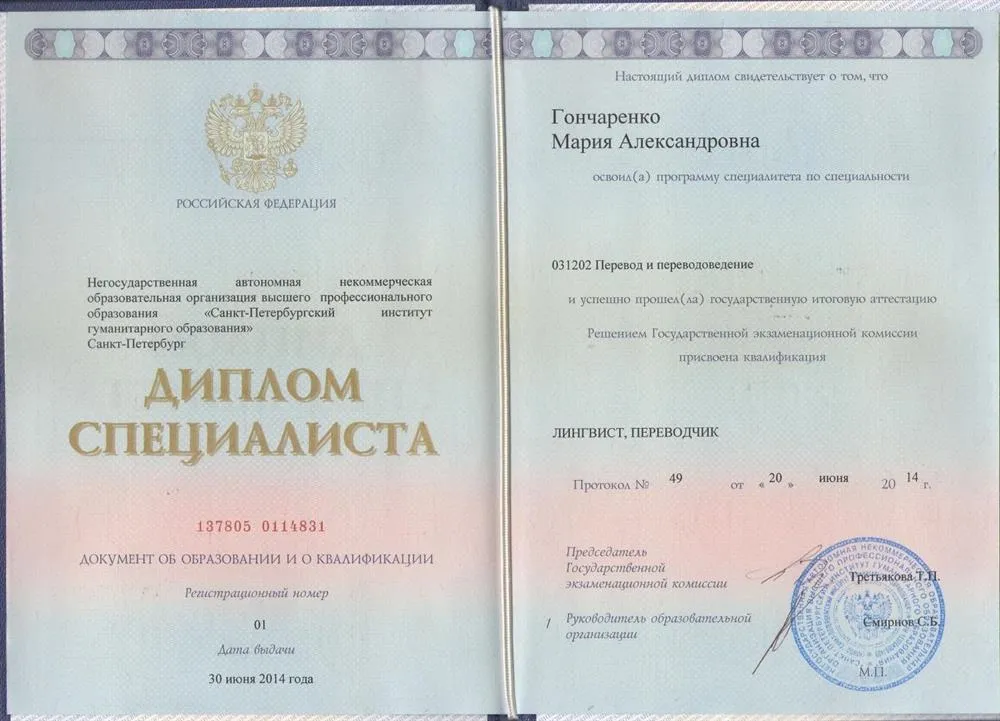 РОССИЙСКАЯ ФЕДЕРАЦИЯ
Негосударственная автономная некоммерческая
образовательная организация высшего профессионального
образования «Санкт-Петербургский институт
гуманитарного образования»
Санкт-Петербург
ДИПЛОМ
СПЕЦИАЛИСТА
137805 0114831
ДОКУМЕНТ ОБ ОБРАЗОВАНИИ И О КВАЛИФИКАЦИИ
Регистрационный номер
01
Дата выдачи
30 июня 2014 года
Настоящий диплом свидетельствует о том, что
Гончаренко
Мария Александровна
освоил(а) программу специалитета по специальности
031202 Перевод и переводоведение
и успешно прошел(ла) государственную итоговую аттестацию
Решением Государственной экзаменационной комиссии
присвоена квалификация
ЛИНГВИСТ, ПЕРЕВОДЧИК
Протокол № 49 от « 20 » июня 20 14 г.
Председатель
Государственной
экзаменационной комиссии
Третьякова Т.П.
Руководитель образовательной
организации
Смирнов С.Б.
М.П.